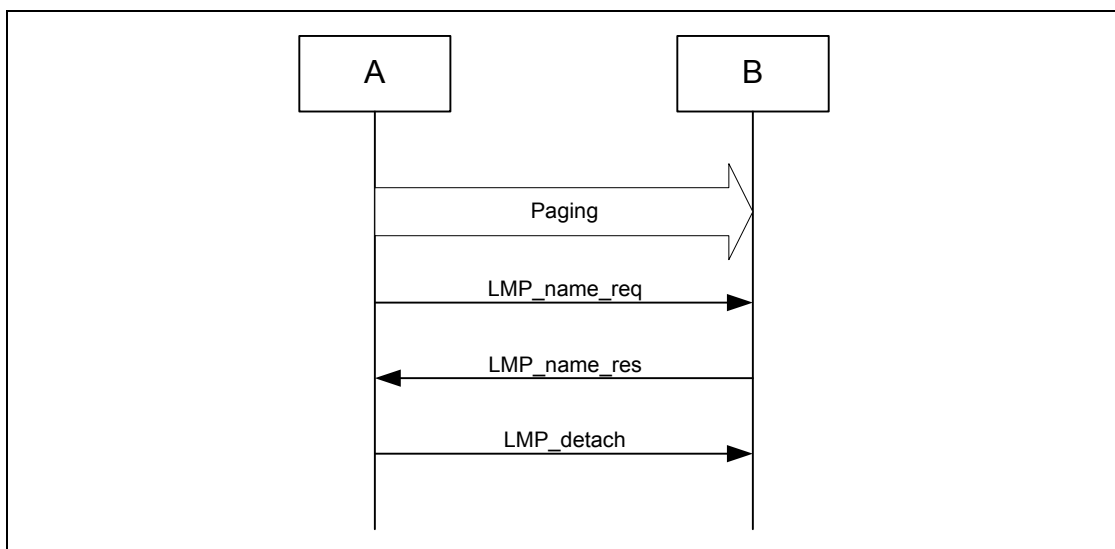 A
B
Paging
LMP_name_req
LMP_name_res
LMP_detach